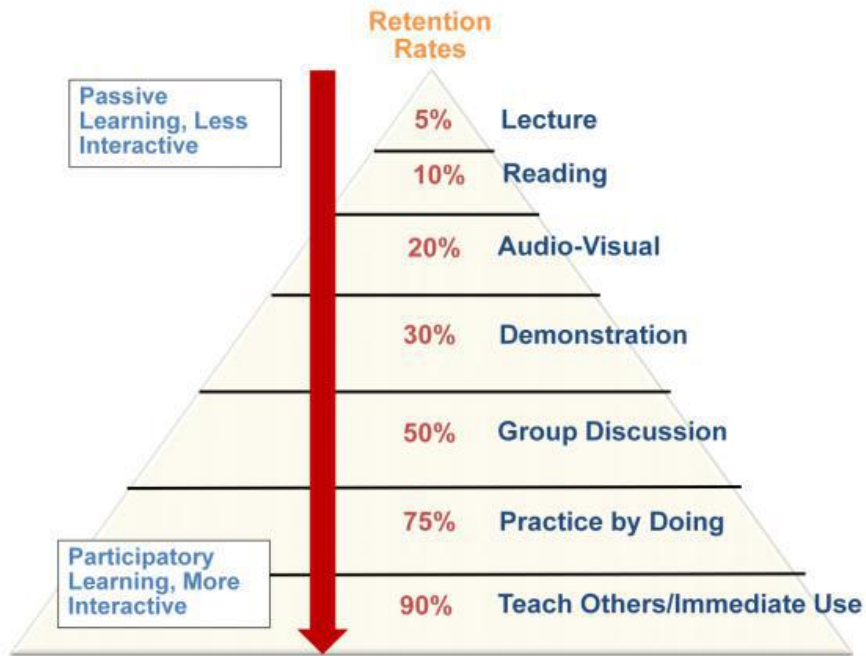 Retention
Rates
Passive
Learning, Less
Interactive
5% Lecture
10% Reading
20% Audio-Visual
30% Demonstration
50% Group Discussion
75% Practice by Doing
Participatory
Learning, More
Interactive
90% Teach Others/Immediate Use